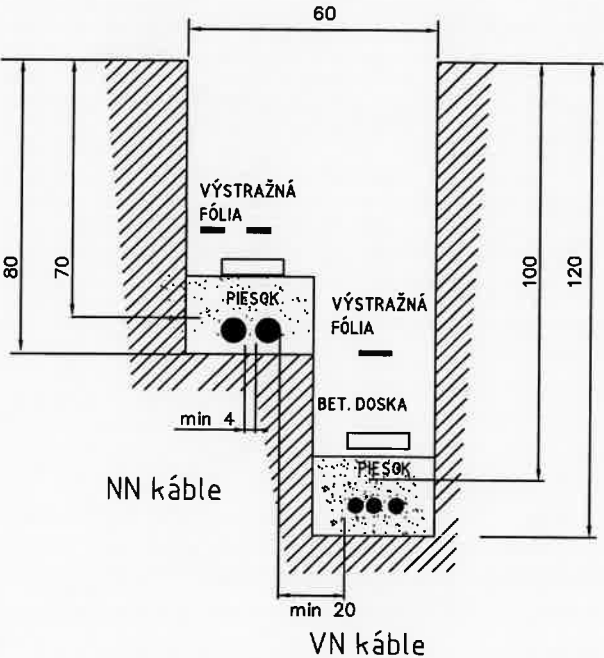 60
VÝSTRAŽNÁ
FÓLIA
80
70
PIESOK
VÝSTRAŽNÁ
FÓLIA
100
120
min 4
BET. DOSKA
PIESOK
NN káble
min 20
VN káble